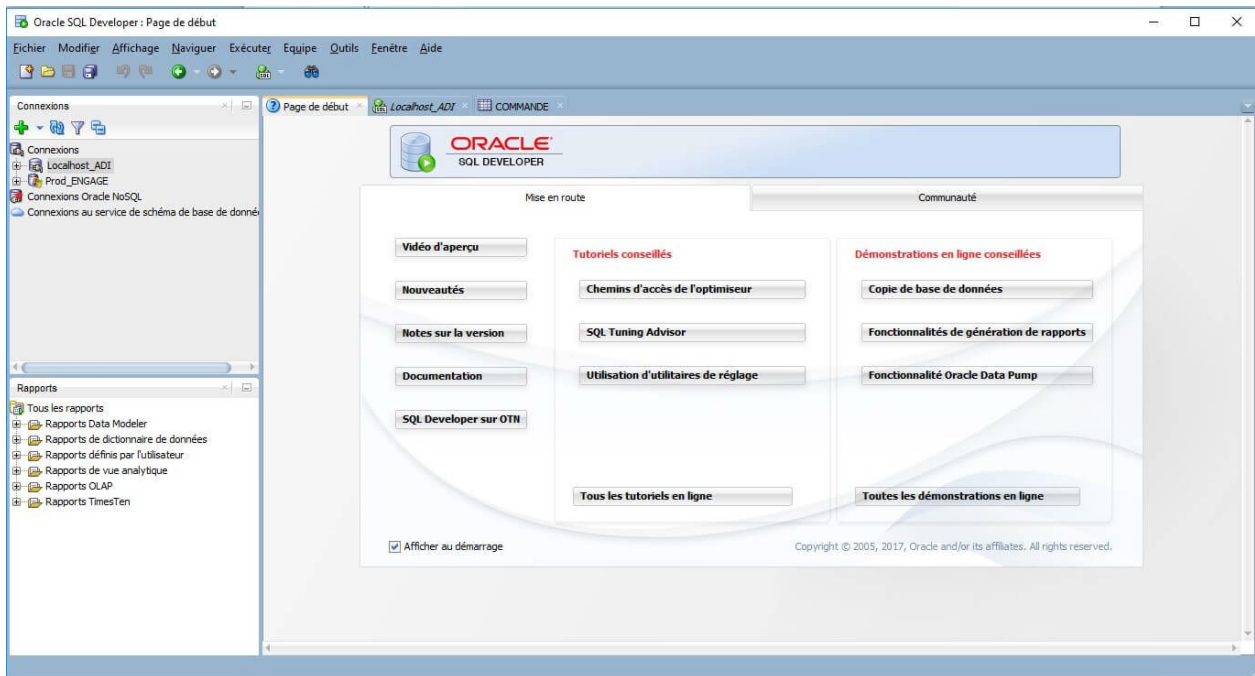 Oracle SQL Developer : Page de début
Fichier Modifier Affichage Naviguer Exécuter Equipe Outils Fenêtre Aide
Connexions
Page de début
Localhost_ADI
COMMANDE
Connexions
Localhost_ADI
Prod_ENGAGE
Connexions Oracle NoSQL
Connexions au service de schéma de base de donné
ORACLE
SQL DEVELOPER
Mise en route
Communauté
Vidéo d'aperçu
Nouveautés
Notes sur la version
Documentation
SQL Developer sur OTN
Tutoriels conseillés
Chemins d'accès de l'optimiseur
SQL Tuning Advisor
Utilisation d'utilitaires de réglage
Tous les tutoriels en ligne
Démonstrations en ligne conseillées
Copie de base de données
Fonctionnalités de génération de rapports
Fonctionnalité Oracle Data Pump
Toutes les démonstrations en ligne
Afficher au démarrage
Copyright © 2005, 2017, Oracle and/or its affiliates. All rights reserved.
Rapports
Tous les rapports
Rapports Data Modeler
Rapports de dictionnaire de données
Rapports définis par l'utilisateur
Rapports de vue analytique
Rapports OLAP
Rapports TimesTen